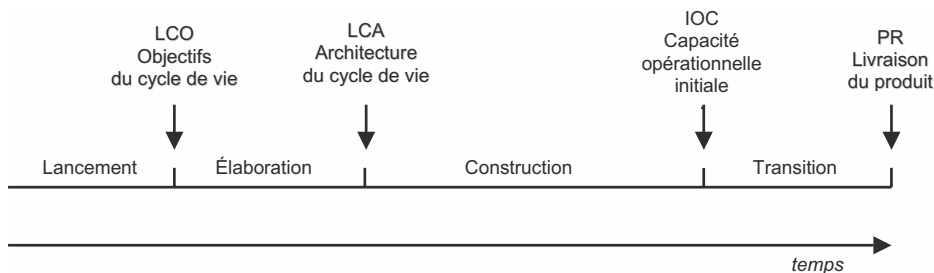 LCO
Objectifs
du cycle de vie
LCA
Architecture
du cycle de vie
IOC
Capacité
opérationnelle
initiale
PR
Livraison
du produit
Lancement
Élaboration
Construction
Transition
temps